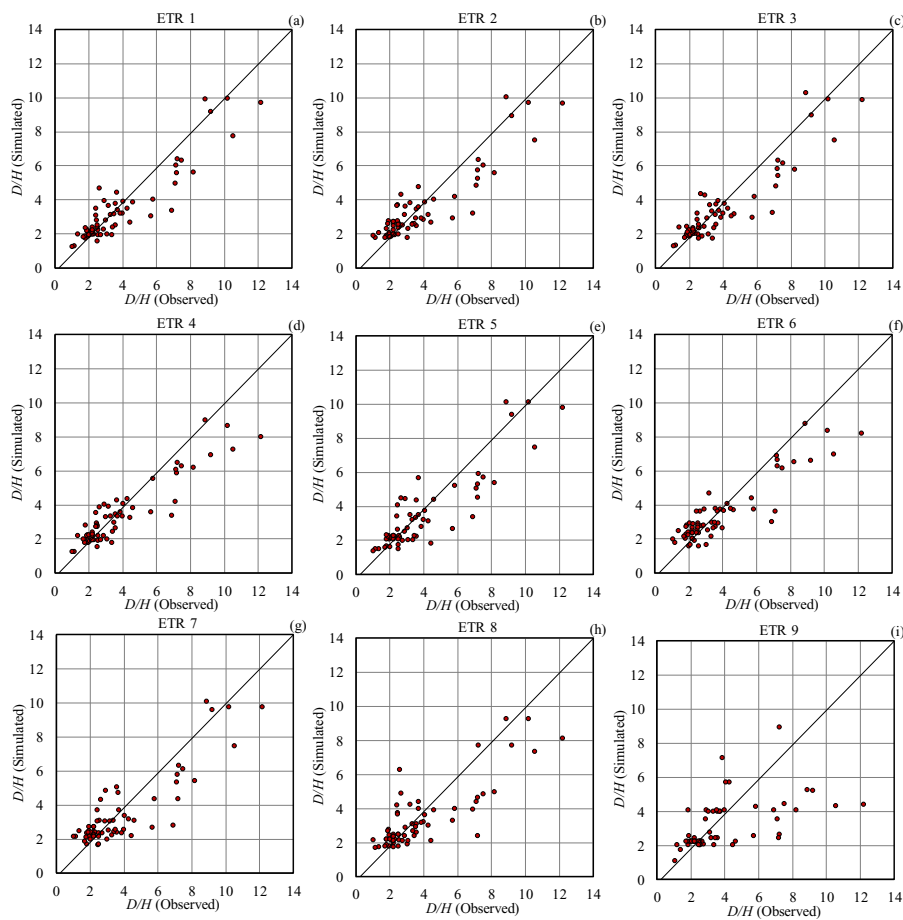 ETR 1 (a) ETR 2 (b) ETR 3 (c)
14 14 14
12 12 12
10 10 10
8 8 8
6 6 6
4 4 4
2 2 2
0 0 0
D/H (Simulated) D/H (Simulated) D/H (Simulated)
0 2 4 6 8 10 12 14 0 2 4 6 8 10 12 14 0 2 4 6 8 10 12 14
D/H (Observed) D/H (Observed) D/H (Observed)
ETR 4 (d) ETR 5 (e) ETR 6 (f)
14 14 14
12 12 12
10 10 10
8 8 8
6 6 6
4 4 4
2 2 2
0 0 0
D/H (Simulated) D/H (Simulated) D/H (Simulated)
0 2 4 6 8 10 12 14 0 2 4 6 8 10 12 14 0 2 4 6 8 10 12 14
D/H (Observed) D/H (Observed) D/H (Observed)
ETR 7 (g) ETR 8 (h) ETR 9 (i)
14 14 14
12 12 12
10 10 10
8 8 8
6 6 6
4 4 4
2 2 2
0 0 0
D/H (Simulated) D/H (Simulated) D/H (Simulated)
0 2 4 6 8 10 12 14 0 2 4 6 8 10 12 14 0 2 4 6 8 10 12 14
D/H (Observed) D/H (Observed) D/H (Observed)